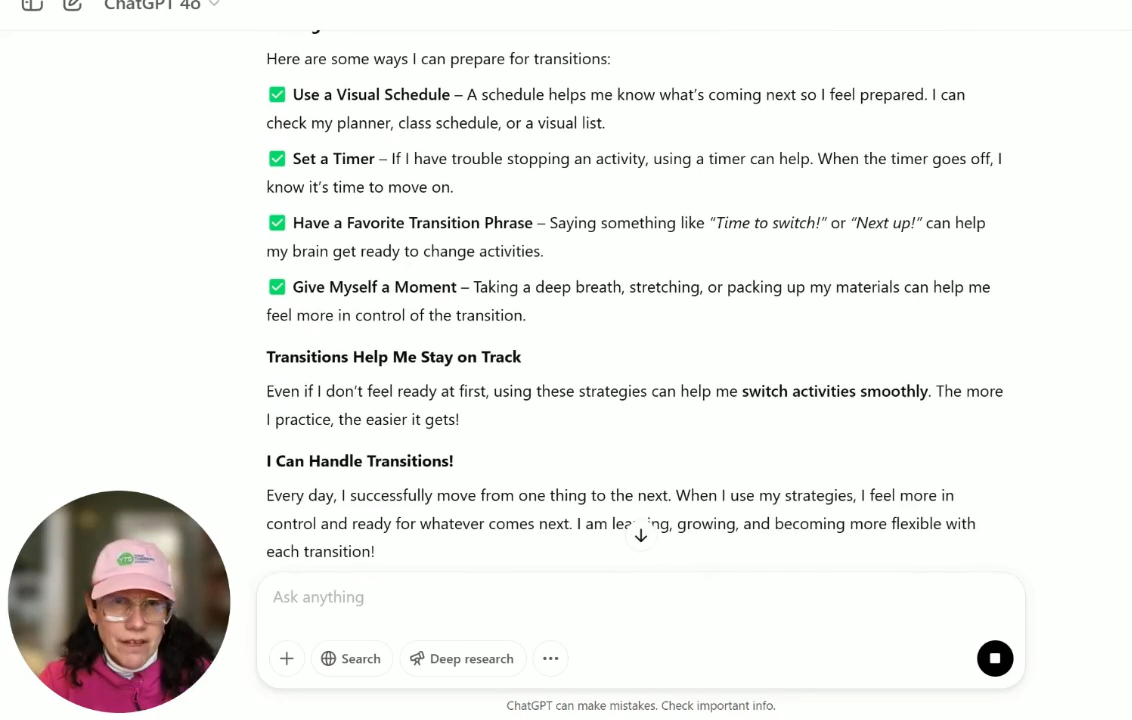 ChatGPT 4o
Here are some ways I can prepare for transitions:
✅ Use a Visual Schedule – A schedule helps me know what’s coming next so I feel prepared. I can
check my planner, class schedule, or a visual list.
✅ Set a Timer – If I have trouble stopping an activity, using a timer can help. When the timer goes off, I
know it’s time to move on.
✅ Have a Favorite Transition Phrase – Saying something like “Time to switch!” or “Next up!” can help
my brain get ready to change activities.
✅ Give Myself a Moment – Taking a deep breath, stretching, or packing up my materials can help me
feel more in control of the transition.
Transitions Help Me Stay on Track
Even if I don’t feel ready at first, using these strategies can help me switch activities smoothly. The more
I practice, the easier it gets!
I Can Handle Transitions!
Every day, I successfully move from one thing to the next. When I use my strategies, I feel more in
control and ready for whatever comes next. I am learning, growing, and becoming more flexible with
each transition!
Ask anything
Search
Deep research
ChatGPT can make mistakes. Check important info.